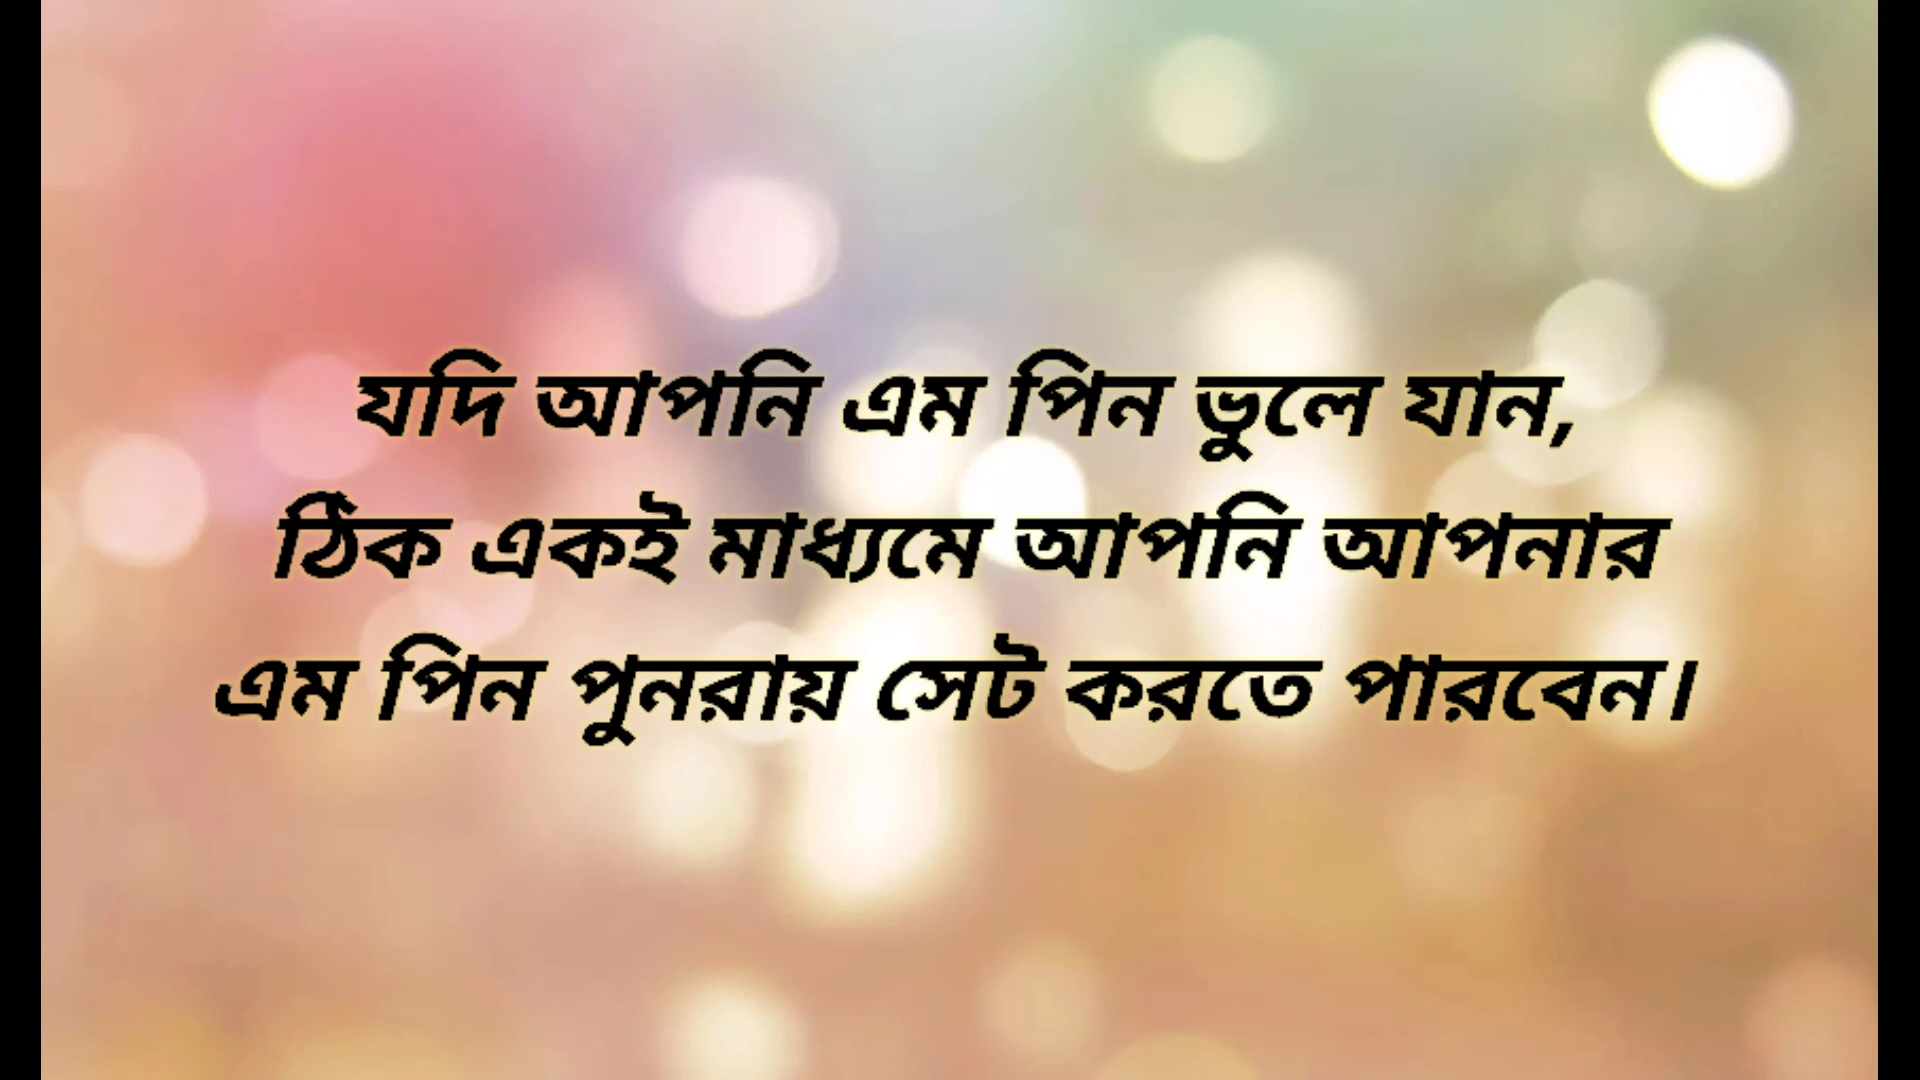 যদি আপনি এম পিন ভুলে যান,
ঠিক একই মাধ্যমে আপনি আপনার
এম পিন পুনরায় সেট করতে পারবেন।